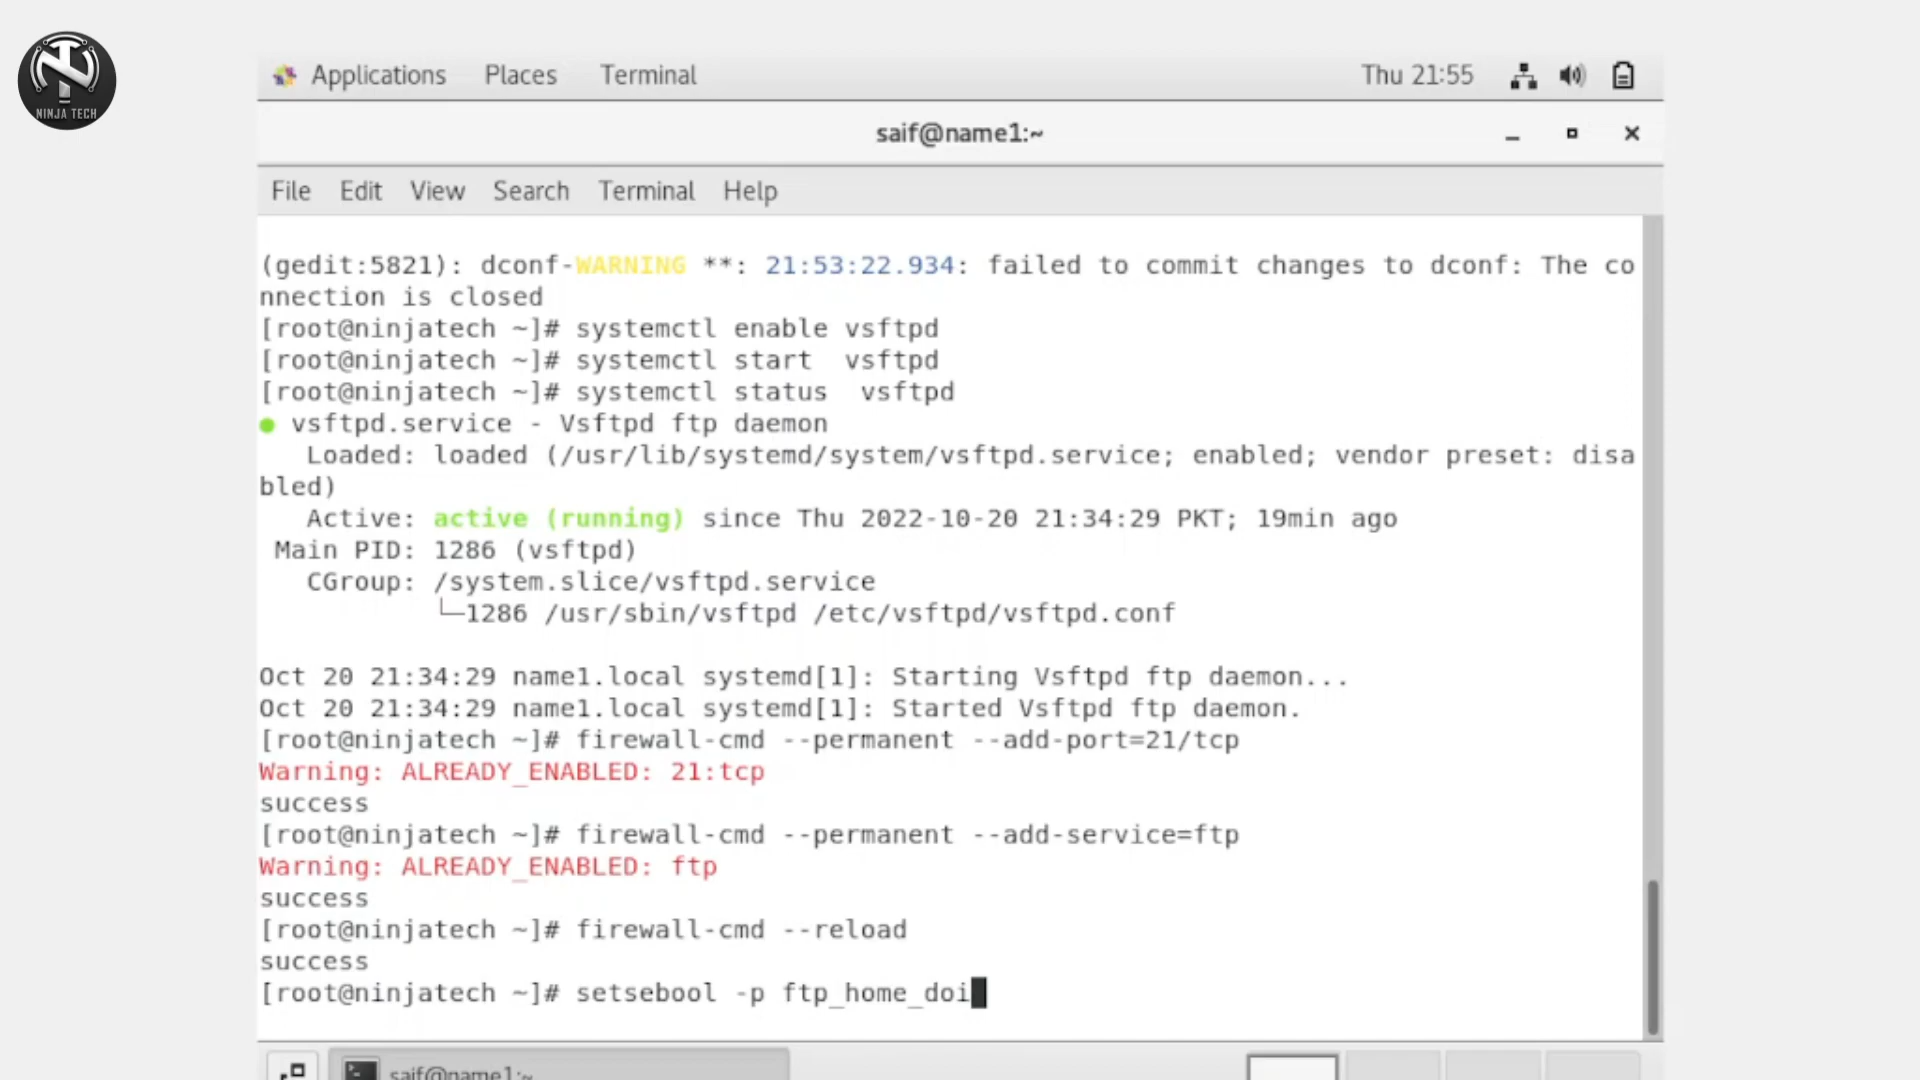 NINJA TECH
Applications Places Terminal Thu 21:55
saif@name1:~
File Edit View Search Terminal Help
(gedit:5821): dconf-WARNING **: 21:53:22.934: failed to commit changes to dconf: The co
nnection is closed
[root@ninjatech ~]# systemctl enable vsftpd
[root@ninjatech ~]# systemctl start  vsftpd
[root@ninjatech ~]# systemctl status  vsftpd
● vsftpd.service - Vsftpd ftp daemon
   Loaded: loaded (/usr/lib/systemd/system/vsftpd.service; enabled; vendor preset: disa
bled)
   Active: active (running) since Thu 2022-10-20 21:34:29 PKT; 19min ago
 Main PID: 1286 (vsftpd)
   CGroup: /system.slice/vsftpd.service
           └─1286 /usr/sbin/vsftpd /etc/vsftpd/vsftpd.conf
Oct 20 21:34:29 name1.local systemd[1]: Starting Vsftpd ftp daemon...
Oct 20 21:34:29 name1.local systemd[1]: Started Vsftpd ftp daemon.
[root@ninjatech ~]# firewall-cmd --permanent --add-port=21/tcp
Warning: ALREADY_ENABLED: 21:tcp
success
[root@ninjatech ~]# firewall-cmd --permanent --add-service=ftp
Warning: ALREADY_ENABLED: ftp
success
[root@ninjatech ~]# firewall-cmd --reload
success
[root@ninjatech ~]# setsebool -p ftp_home_doi
saif@name1:~